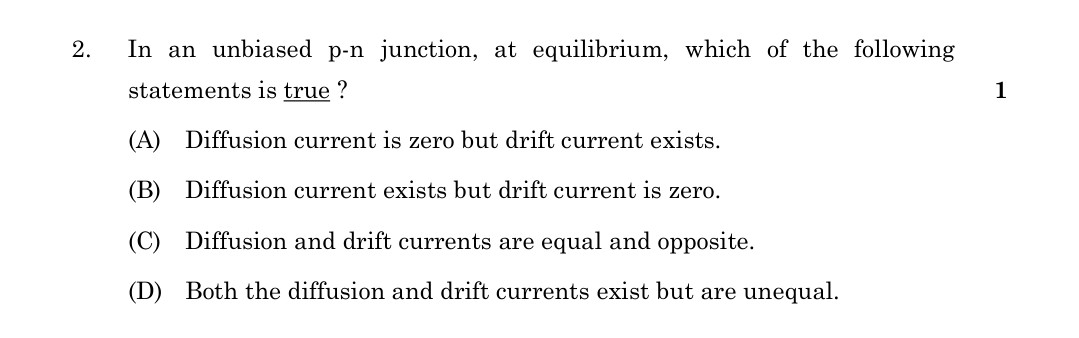 2. In an unbiased p-n junction, at equilibrium, which of the following
statements is true ? 1
(A) Diffusion current is zero but drift current exists.
(B) Diffusion current exists but drift current is zero.
(C) Diffusion and drift currents are equal and opposite.
(D) Both the diffusion and drift currents exist but are unequal.